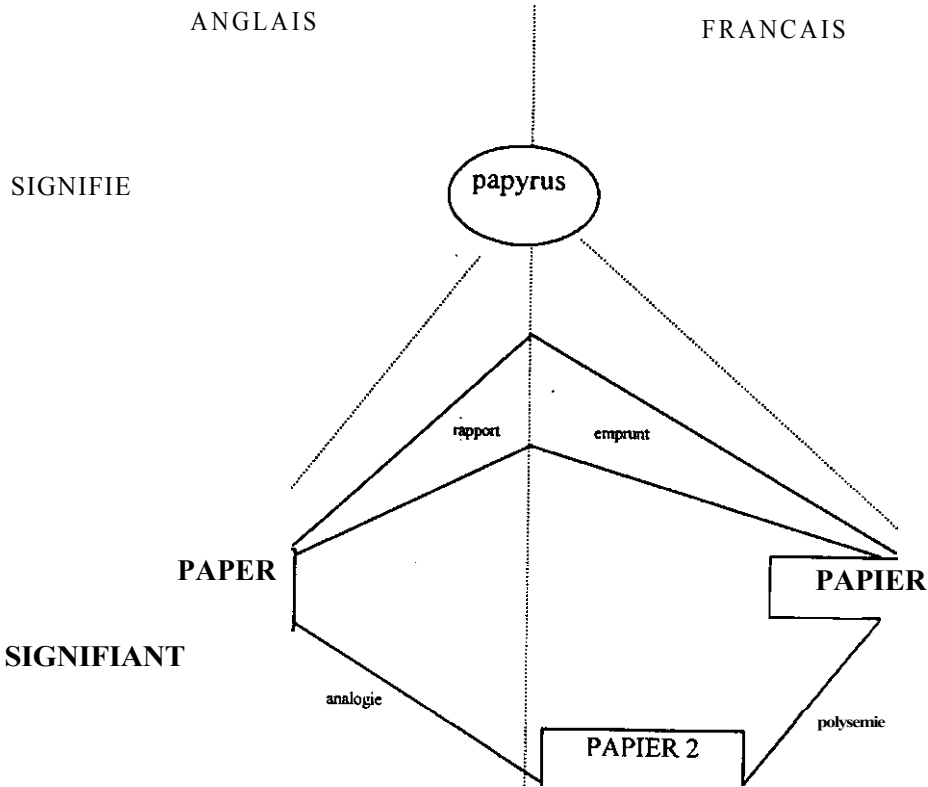 ANGLAIS
FRANCAIS
SIGNIFIE
papyrus
rapport
emprunt
PAPER
PAPIER
SIGNIFIANT
analogie
polysemie
PAPIER 2